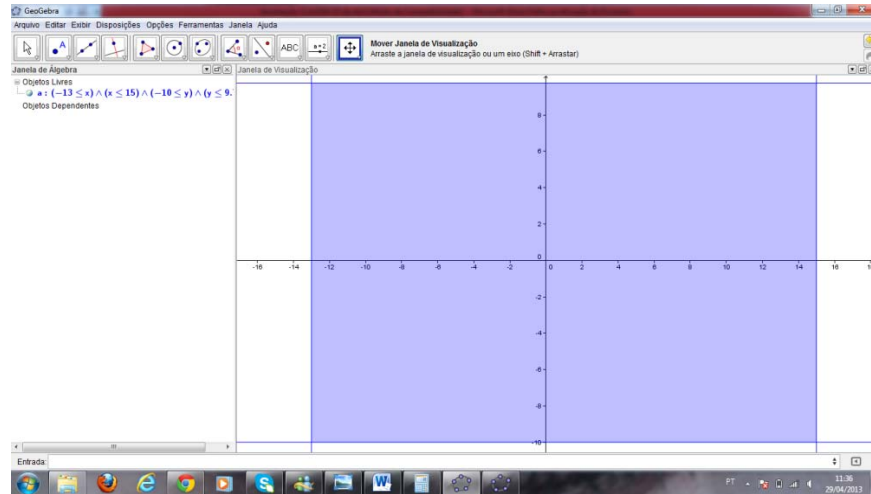 GeoGebra
Arquivo Editar Exibir Disposições Opções Ferramentas Janela Ajuda
A
ABC
a=2
Mover Janela de Visualização
Arraste a janela de visualização ou um eixo (Shift + Arrastar)
Janela de Álgebra
Janela de Visualização
Objetos Livres
a : (−13 ≤ x) ∧ (x ≤ 15) ∧ (−10 ≤ y) ∧ (y ≤ 9.
Objetos Dependentes
8
6
4
2
0
-16 -14 -12 -10 -8 -6 -4 -2 0 2 4 6 8 10 12 14 16
-2
-4
-6
-8
-10
Entrada:
PT
11:36
29/04/2013